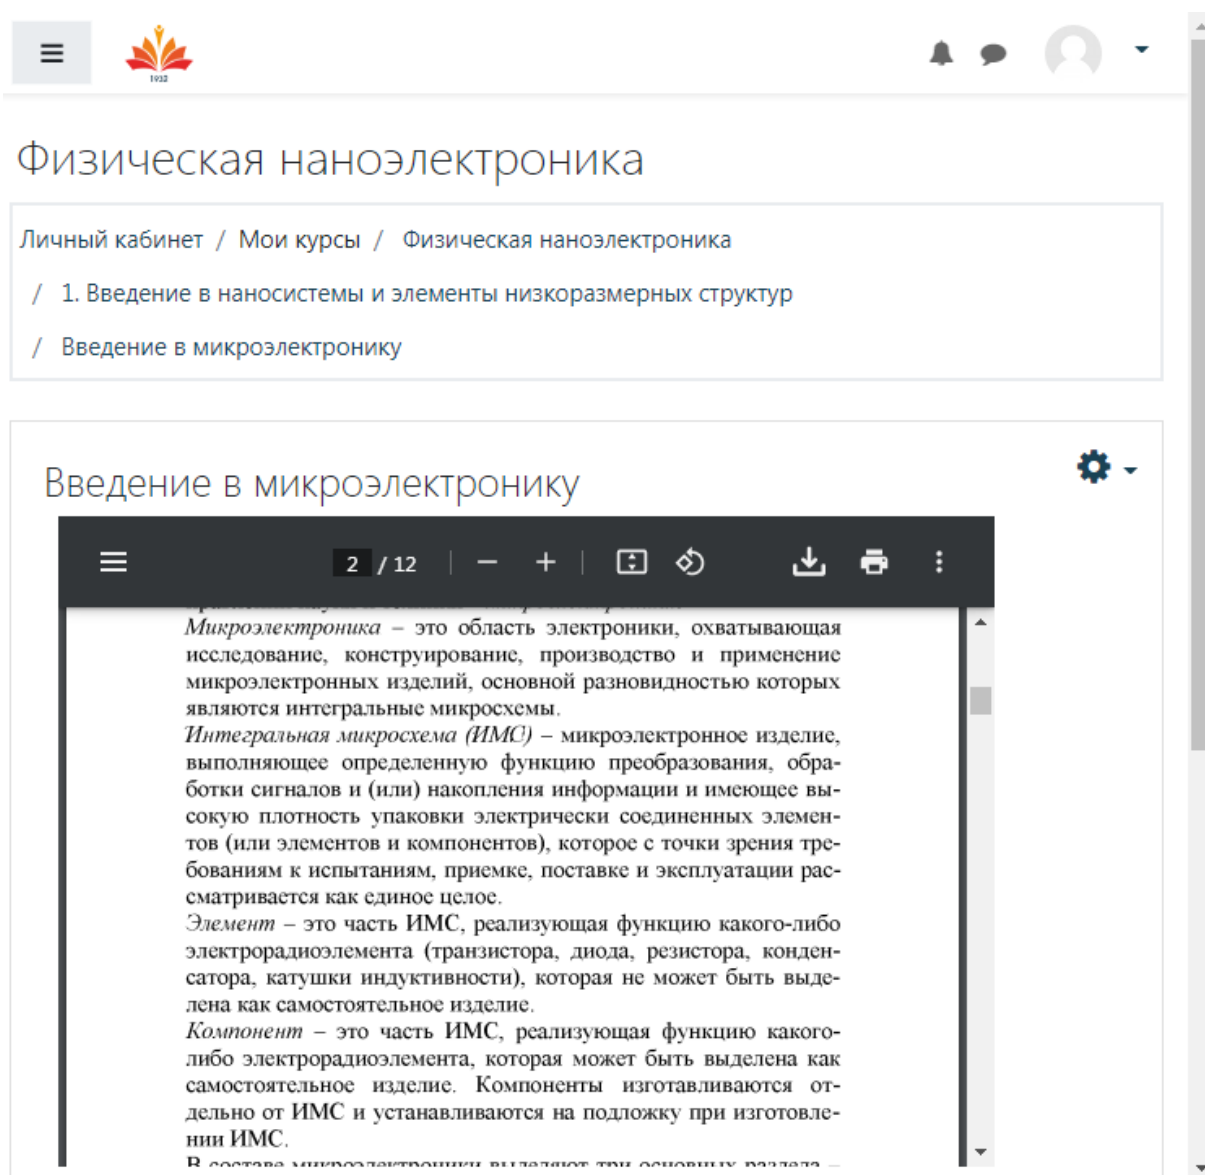 1932
Физическая наноэлектроника
Личный кабинет / Мои курсы / Физическая наноэлектроника
/ 1. Введение в наносистемы и элементы низкоразмерных структур
/ Введение в микроэлектронику
Введение в микроэлектронику
2 / 12
Микроэлектроника – это область электроники, охватывающая
исследование, конструирование, производство и применение
микроэлектронных изделий, основной разновидностью которых
являются интегральные микросхемы.
Интегральная микросхема (ИМС) – микроэлектронное изделие,
выполняющее определенную функцию преобразования, обра-
ботки сигналов и (или) накопления информации и имеющее вы-
сокую плотность упаковки электрически соединенных элемен-
тов (или элементов и компонентов), которое с точки зрения тре-
бованиям к испытаниям, приемке, поставке и эксплуатации рас-
сматривается как единое целое.
Элемент – это часть ИМС, реализующая функцию какого-либо
электрорадиоэлемента (транзистора, диода, резистора, конден-
сатора, катушки индуктивности), которая не может быть выде-
лена как самостоятельное изделие.
Компонент – это часть ИМС, реализующая функцию какого-
либо электрорадиоэлемента, которая может быть выделена как
самостоятельное изделие. Компоненты изготавливаются от-
дельно от ИМС и устанавливаются на подложку при изготовле-
нии ИМС.
В составе микроэлектроники выделяют три основных раздела –